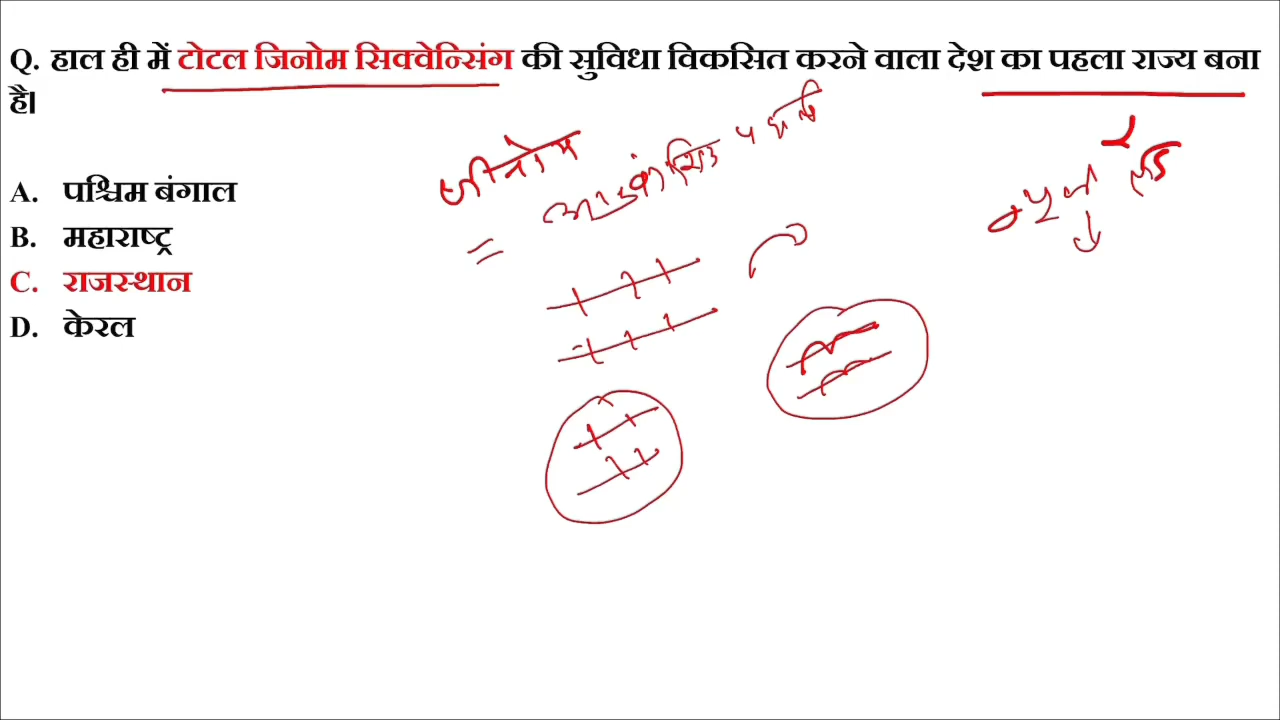 Q. हाल ही में टोटल जिनोम सिक्वेन्सिंग की सुविधा विकसित करने वाला देश का पहला राज्य बना
है।
जीनोम
=
A. पश्चिम बंगाल
B. महाराष्ट्र
C. राजस्थान
D. केरल